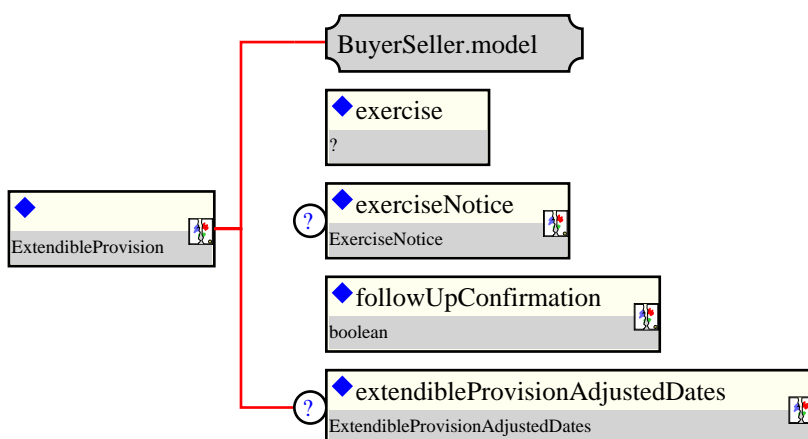 BuyerSeller.model
exercise
?
ExtendibleProvision
?
exerciseNotice
ExerciseNotice
followUpConfirmation
boolean
?
extendibleProvisionAdjustedDates
ExtendibleProvisionAdjustedDates